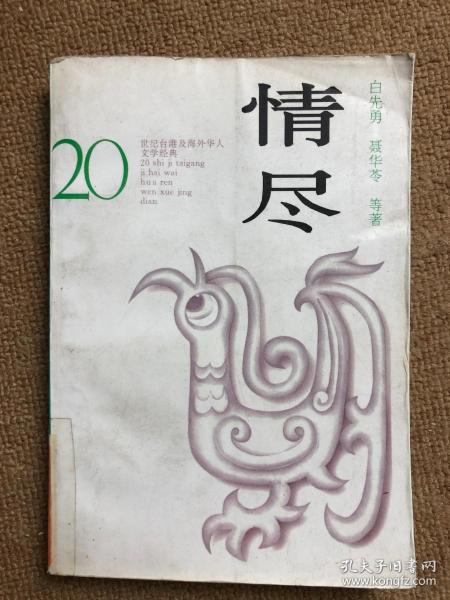 情尽
白先勇 聂华苓 等著
20
世纪台港及海外华人
文学经典
20 shi ji taigang
ji hai wai
hua ren
wen xue jing
dian
孔夫子旧书网
www.kongfz.com